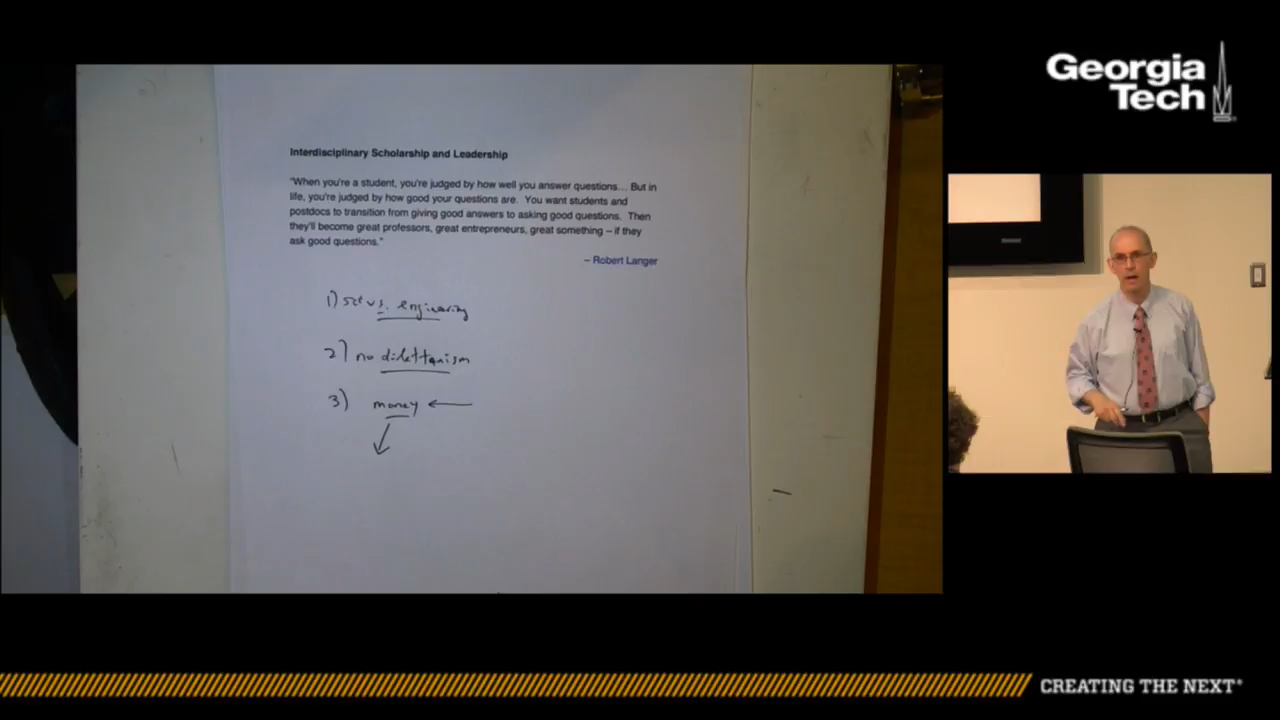 Interdisciplinary Scholarship and Leadership
"When you're a student, you're judged by how well you answer questions... But in
life, you're judged by how good your questions are. You want students and
postdocs to transition from giving good answers to asking good questions. Then
they'll become great professors, great entrepreneurs, great something – if they
ask good questions."
– Robert Langer
1) sci vs. engineering
2) no dilettanism
3) money
Georgia
Tech
CREATING THE NEXT